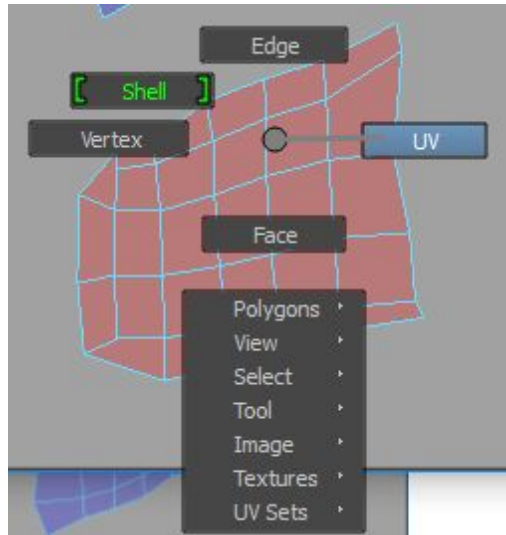 Edge
[ Shell ]
Vertex
UV
Face
Polygons
View
Select
Tool
Image
Textures
UV Sets